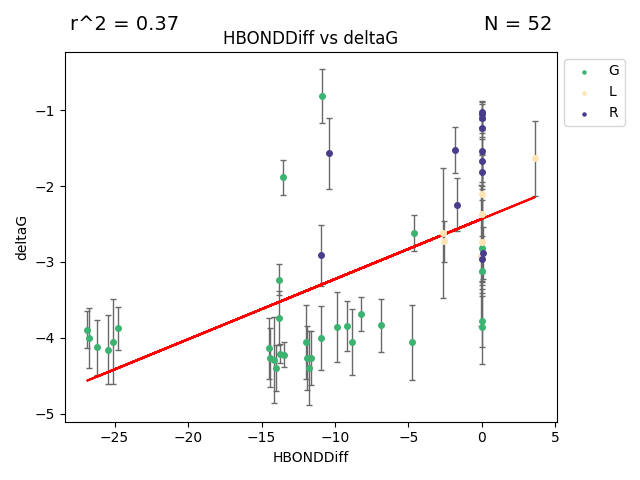 r^2 = 0.37
N = 52
HBONDDiff vs deltaG
G
L
R
−1
−2
−3
−4
−5
deltaG
−25
−20
−15
−10
−5
0
5
HBONDDiff